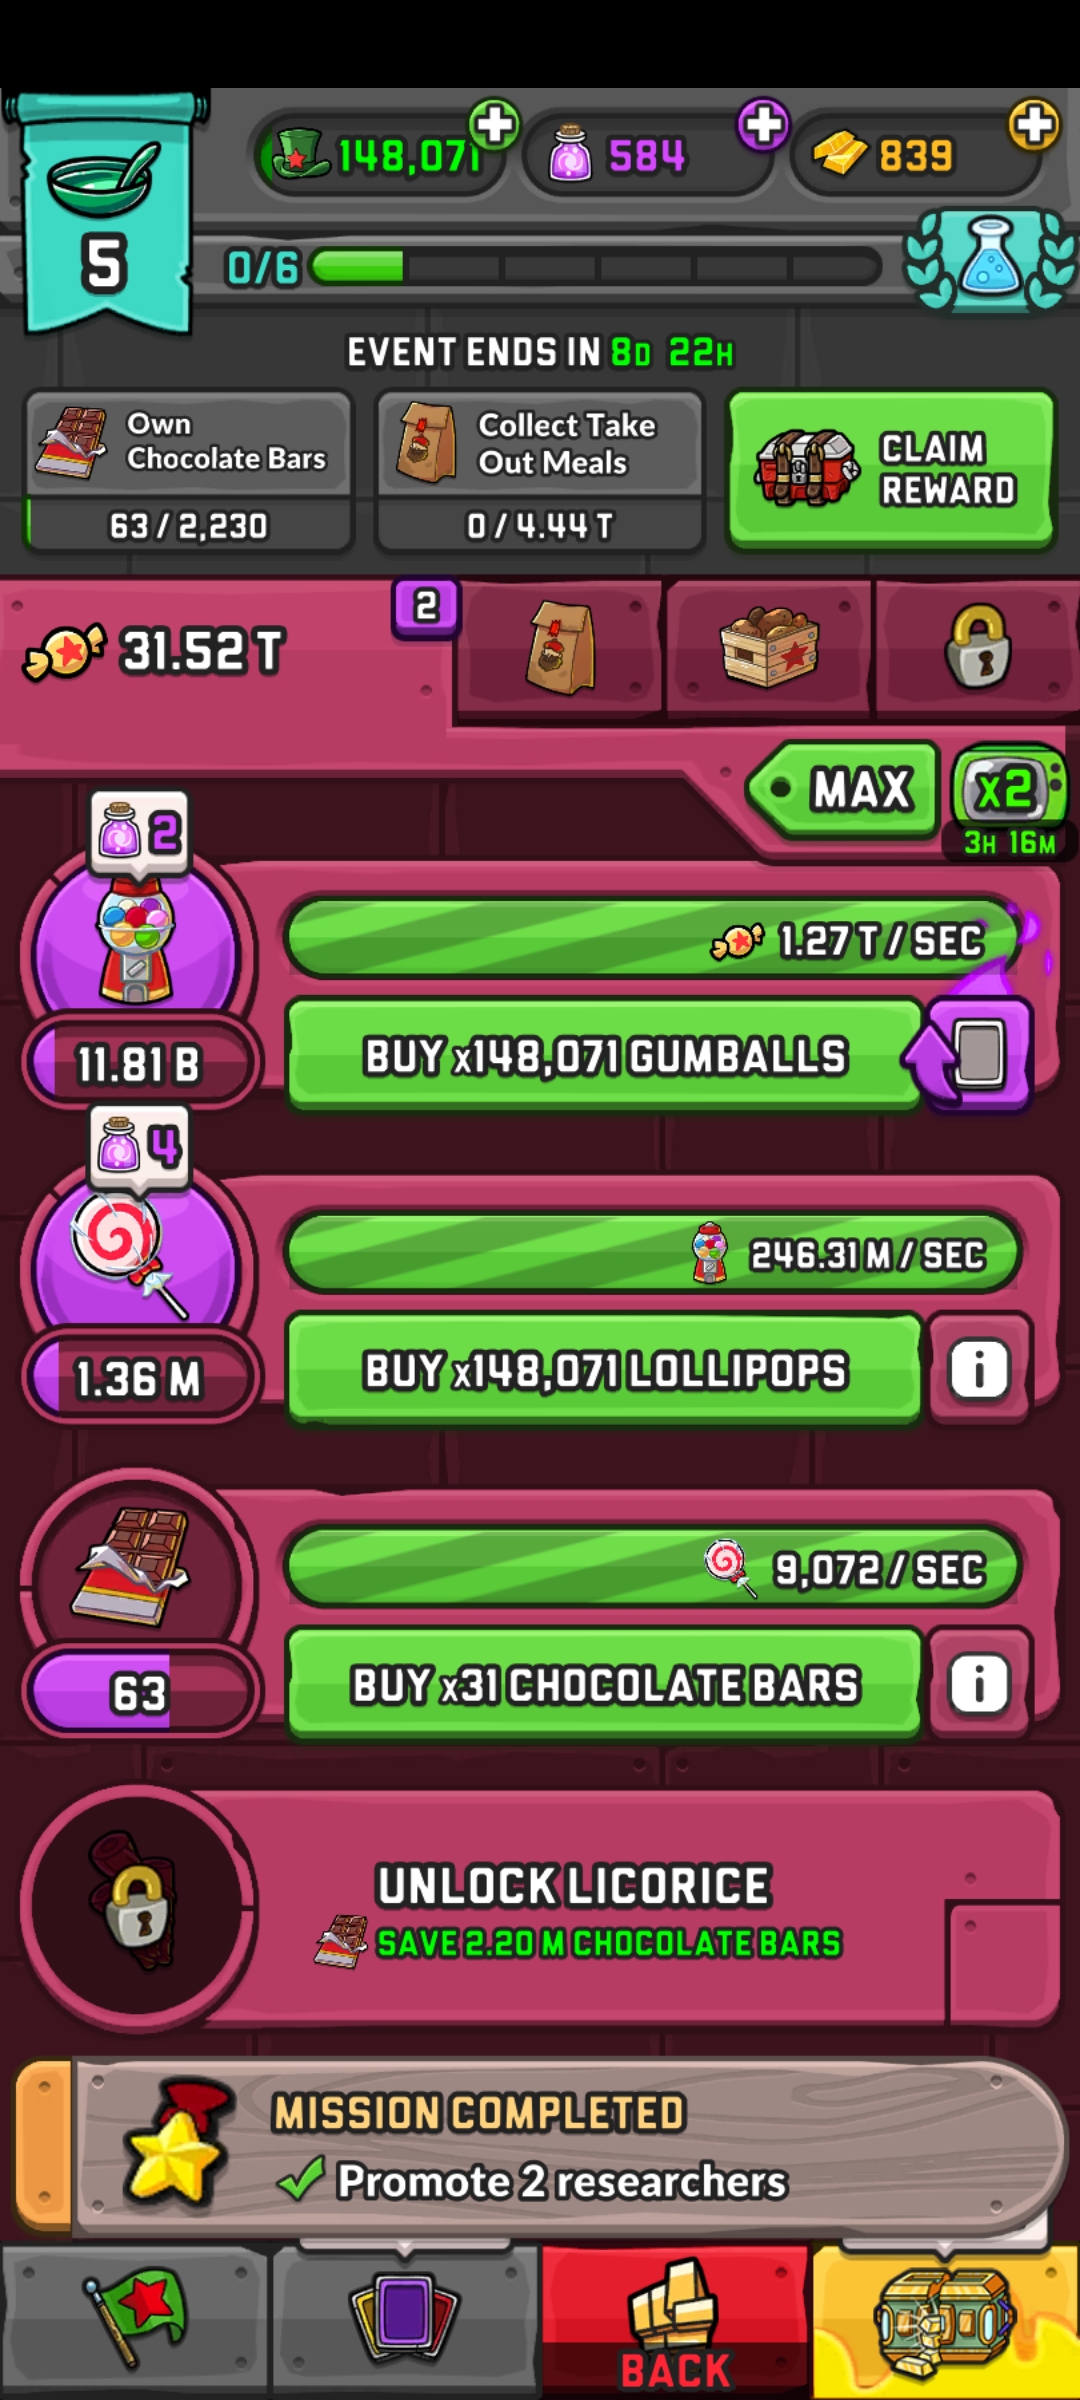 148,071
584
839
5
0/6
EVENT ENDS IN 8D 22H
Own
Chocolate Bars
63 / 2,230
Collect Take
Out Meals
0 / 4.44 T
CLAIM
REWARD
31.52 T
2
MAX
x2
3H 16M
2
1.27 T / SEC
11.81 B
BUY x148,071 GUMBALLS
4
246.31 M / SEC
1.36 M
BUY x148,071 LOLLIPOPS
i
9,072 / SEC
63
BUY x31 CHOCOLATE BARS
i
UNLOCK LICORICE
SAVE 2.20 M CHOCOLATE BARS
MISSION COMPLETED
Promote 2 researchers
BACK